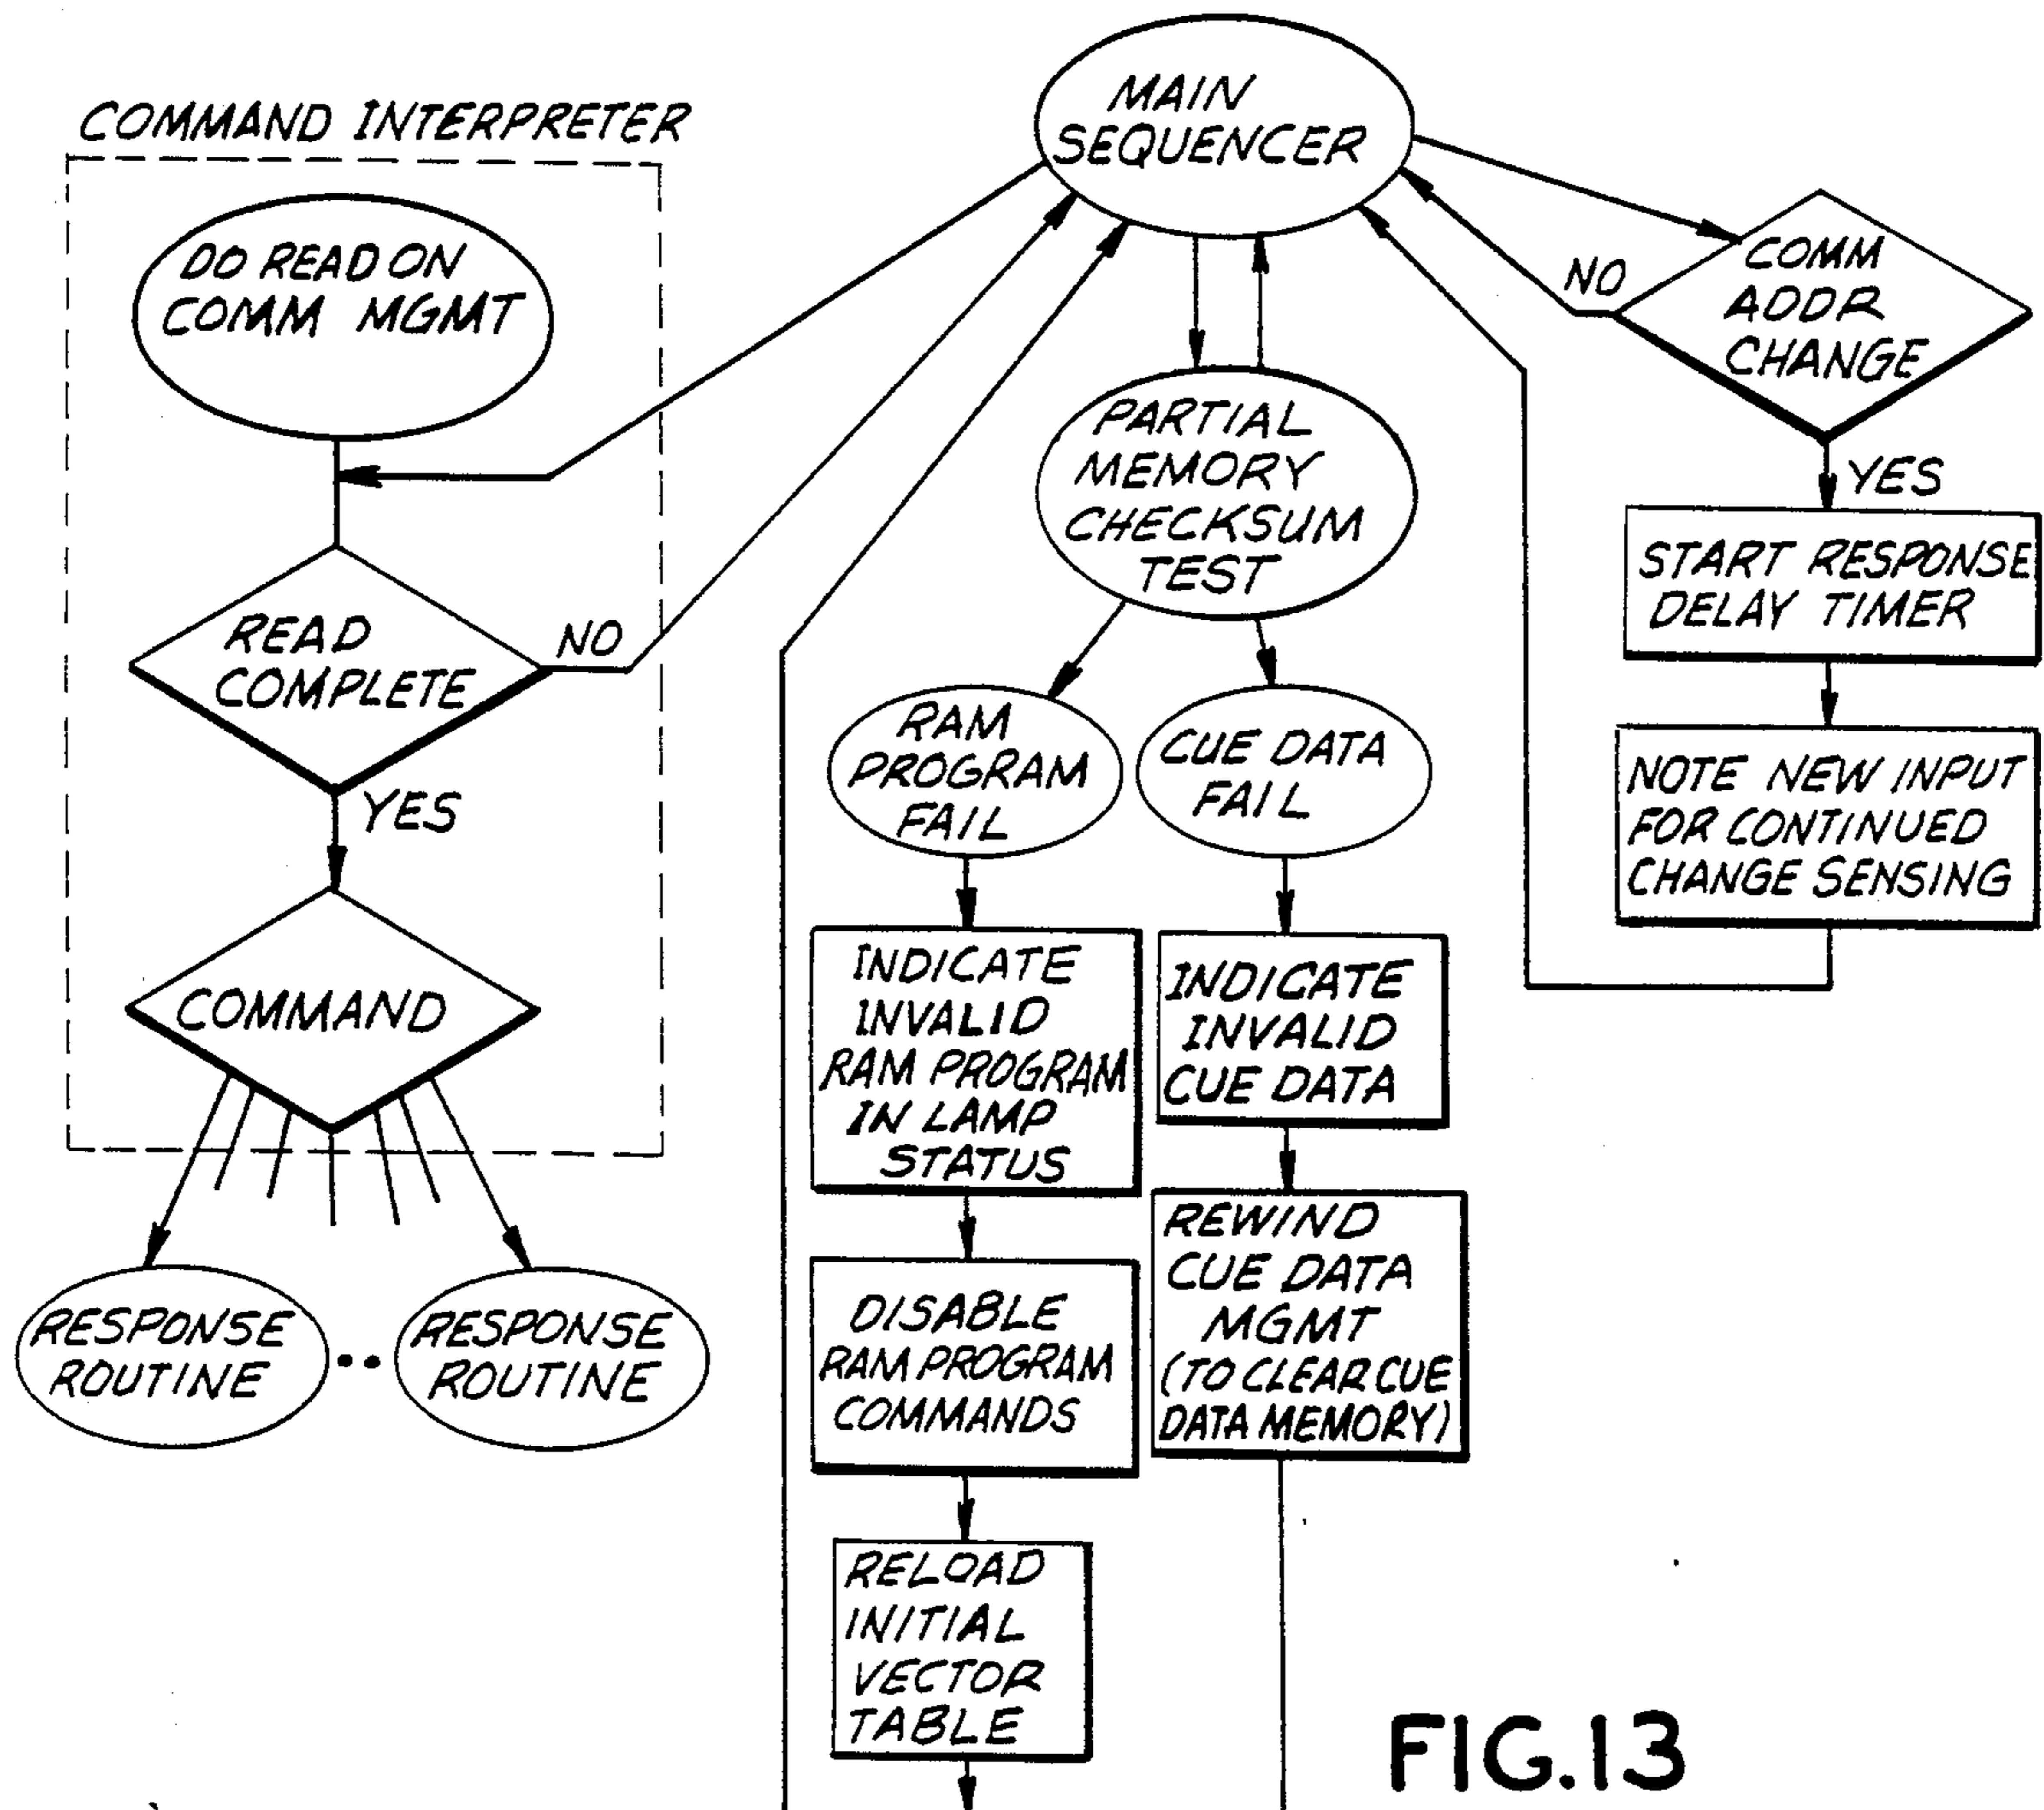 MAIN
SEQUENCER
COMMAND INTERPRETER
DO READ ON
COMM MGMT
READ
COMPLETE
NO
YES
COMMAND
RESPONSE
ROUTINE
RESPONSE
ROUTINE
PARTIAL
MEMORY
CHECKSUM
TEST
RAM
PROGRAM
FAIL
INDICATE
INVALID
RAM PROGRAM
IN LAMP
STATUS
DISABLE
RAM PROGRAM
COMMANDS
RELOAD
INITIAL
VECTOR
TABLE
CUE DATA
FAIL
INDICATE
INVALID
CUE DATA
REWIND
CUE DATA
MGMT
(TO CLEAR CUE
DATA MEMORY)
COMM
ADDR
CHANGE
NO
YES
START RESPONSE
DELAY TIMER
NOTE NEW INPUT
FOR CONTINUED
CHANGE SENSING
FIG.13